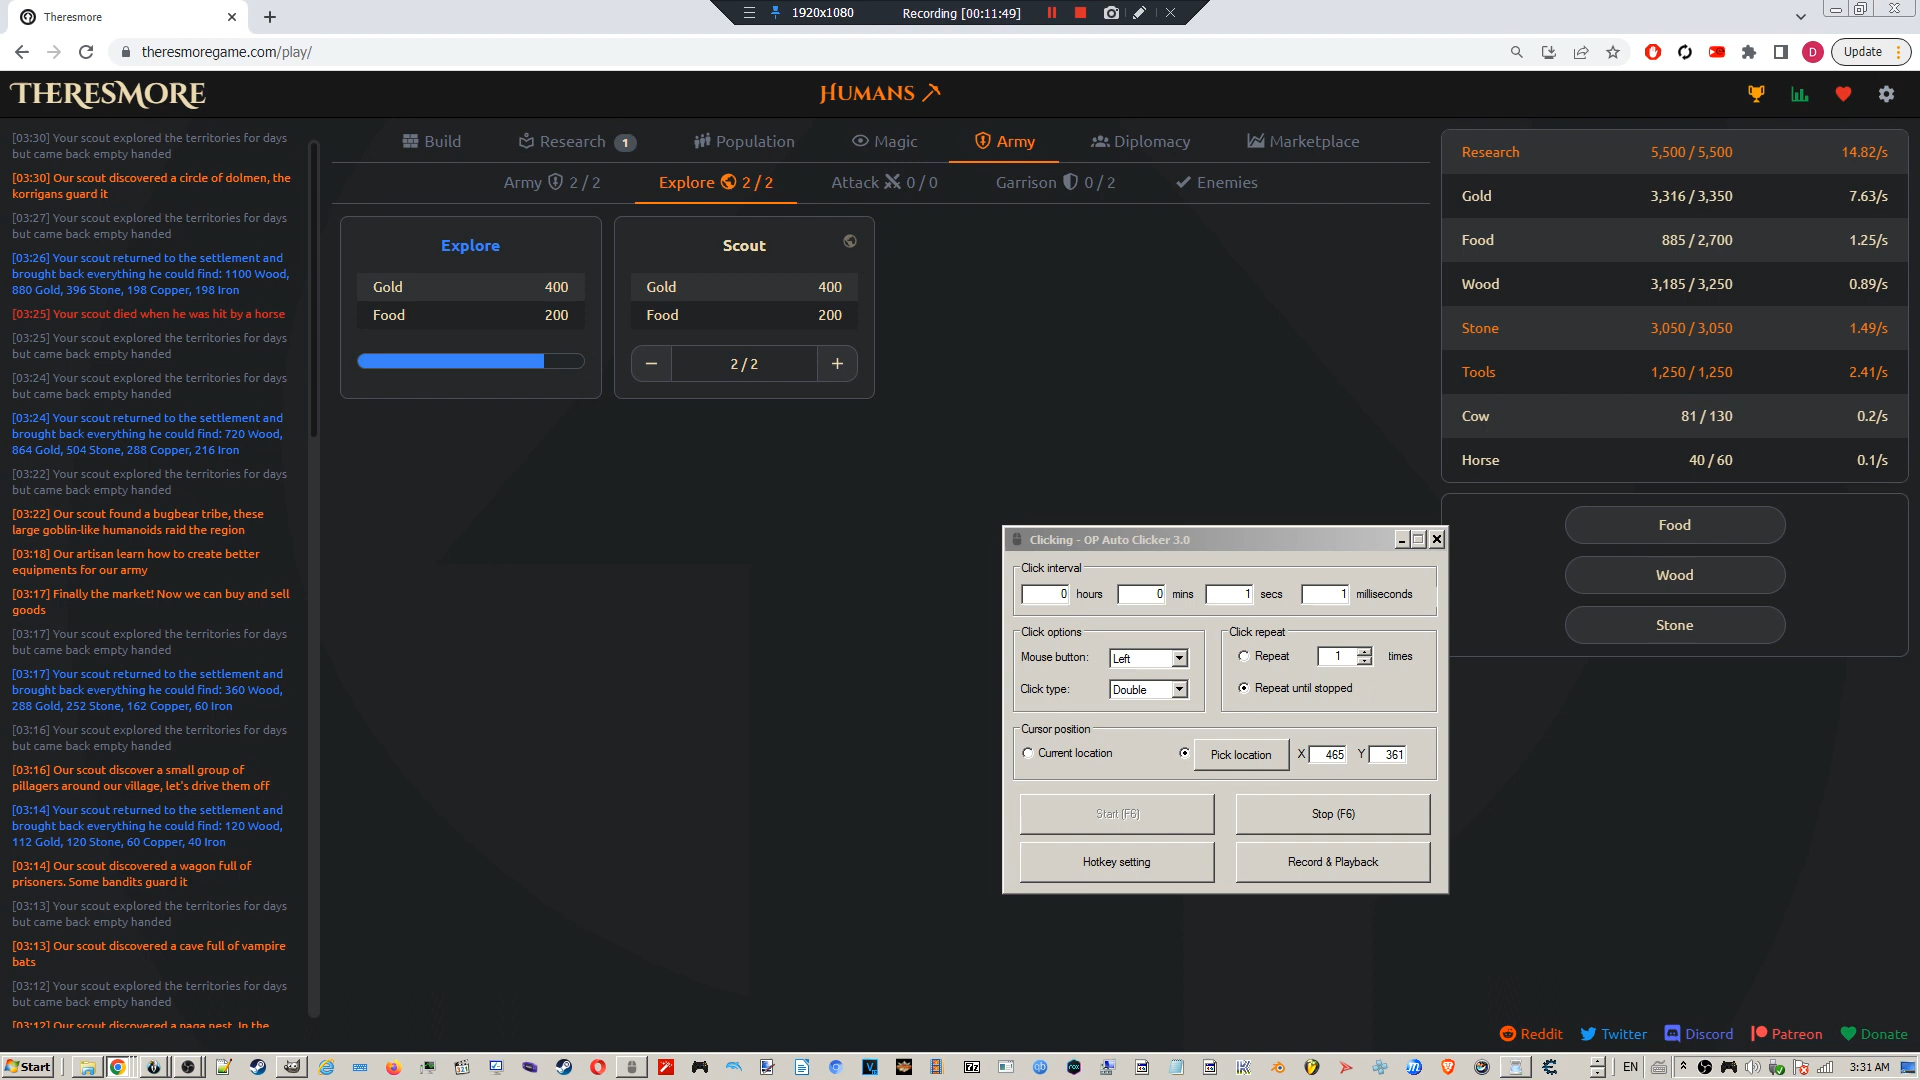 Theresmore
1920x1080
Recording [00:11:49]
theresmoregame.com/play/
D
Update
THERESMORE
HUMANS
[03:30] Your scout explored the territories for days
but came back empty handed
[03:30] Our scout discovered a circle of dolmen, the
korrigans guard it
[03:27] Your scout explored the territories for days
but came back empty handed
[03:26] Your scout returned to the settlement and
brought back everything he could find: 1100 Wood,
880 Gold, 396 Stone, 198 Copper, 198 Iron
[03:25] Your scout died when he was hit by a horse
[03:25] Your scout explored the territories for days
but came back empty handed
[03:24] Your scout explored the territories for days
but came back empty handed
[03:24] Your scout returned to the settlement and
brought back everything he could find: 720 Wood,
864 Gold, 504 Stone, 288 Copper, 216 Iron
[03:22] Your scout explored the territories for days
but came back empty handed
[03:22] Our scout found a bugbear tribe, these
large goblin-like humanoids raid the region
[03:18] Our artisan learn how to create better
equipments for our army
[03:17] Finally the market! Now we can buy and sell
goods
[03:17] Your scout explored the territories for days
but came back empty handed
[03:17] Your scout returned to the settlement and
brought back everything he could find: 360 Wood,
288 Gold, 252 Stone, 162 Copper, 60 Iron
[03:16] Your scout explored the territories for days
but came back empty handed
[03:16] Our scout discover a small group of
pillagers around our village, let's drive them off
[03:14] Your scout returned to the settlement and
brought back everything he could find: 120 Wood,
112 Gold, 120 Stone, 60 Copper, 40 Iron
[03:14] Our scout discovered a wagon full of
prisoners. Some bandits guard it
[03:13] Your scout explored the territories for days
but came back empty handed
[03:13] Our scout discovered a cave full of vampire
bats
[03:12] Your scout explored the territories for days
but came back empty handed
[03:12] Our scout discovered a naga nest. In the
Build Research 1 Population Magic Army Diplomacy Marketplace
Army 2 / 2 Explore 2 / 2 Attack 0 / 0 Garrison 0 / 2 Enemies
Explore
Gold 400
Food 200
Scout
Gold 400
Food 200
− 2 / 2 +
Research 5,500 / 5,500 14.82/s
Gold 3,316 / 3,350 7.63/s
Food 885 / 2,700 1.25/s
Wood 3,185 / 3,250 0.89/s
Stone 3,050 / 3,050 1.49/s
Tools 1,250 / 1,250 2.41/s
Cow 81 / 130 0.2/s
Horse 40 / 60 0.1/s
Food
Wood
Stone
Clicking - OP Auto Clicker 3.0
Click interval
0 hours 0 mins 1 secs 1 milliseconds
Click options
Mouse button: Left
Click type: Double
Click repeat
Repeat 1 times
Repeat until stopped
Cursor position
Current location Pick location X 465 Y 361
Start (F6) Stop (F6)
Hotkey setting Record & Playback
Reddit Twitter Discord Patreon Donate
Start EN 3:31 AM